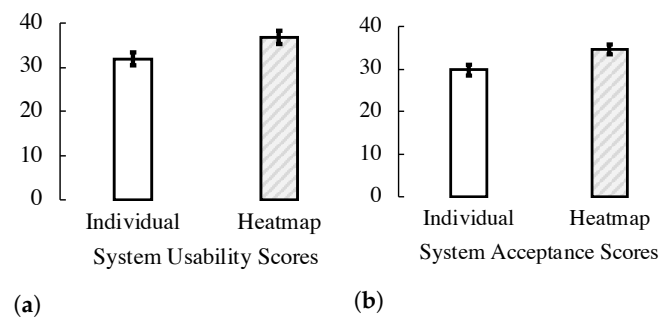 40
30
20
10
0
Individual
Heatmap
System Usability Scores
(a)
40
30
20
10
0
Individual
Heatmap
System Acceptance Scores
(b)